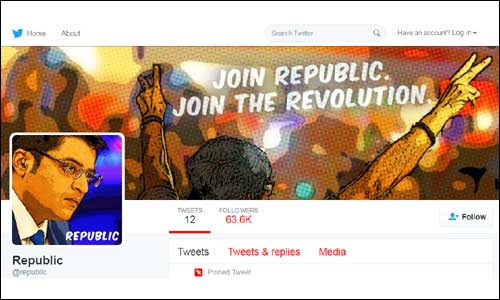 Home About Search Twitter Have an account? Log in
JOIN REPUBLIC.
JOIN THE REVOLUTION.
REPUBLIC
TWEETS FOLLOWERS
12 63.6K
Follow
Republic
@republic
Tweets Tweets & replies Media
Pinned Tweet